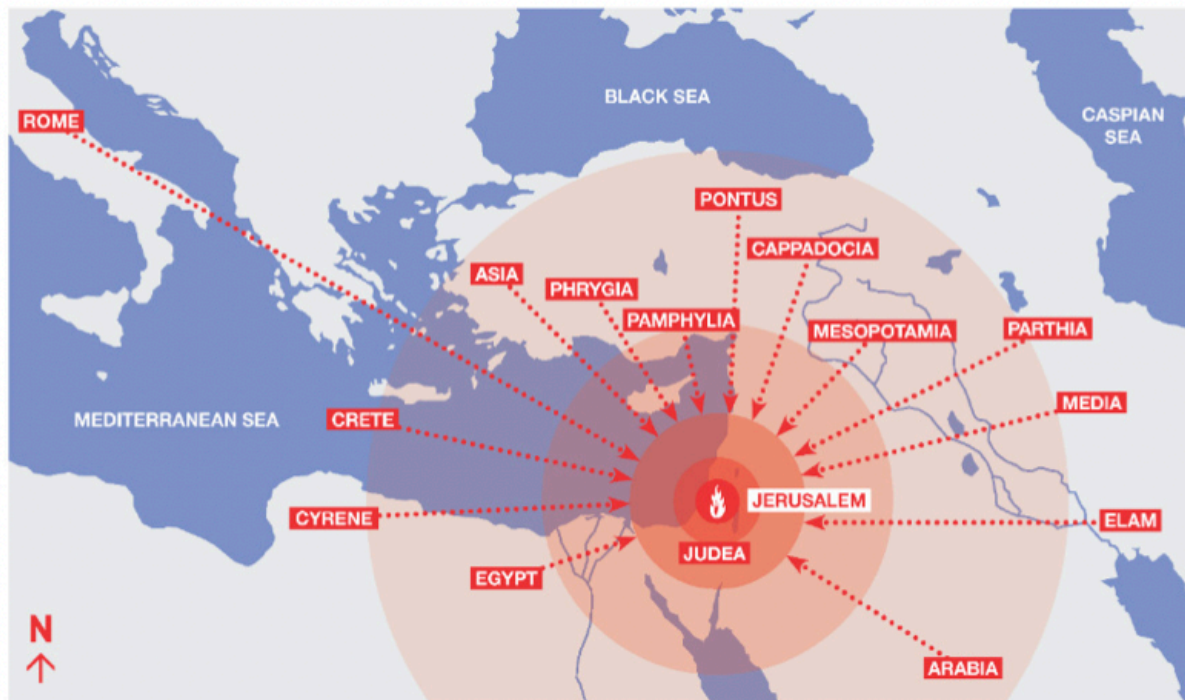 BLACK SEA
CASPIAN
SEA
ROME
PONTUS
CAPPADOCIA
ASIA
PHRYGIA
PAMPHYLIA
MESOPOTAMIA
PARTHIA
MEDIA
MEDITERRANEAN SEA
CRETE
JERUSALEM
CYRENE
ELAM
JUDEA
EGYPT
N
ARABIA